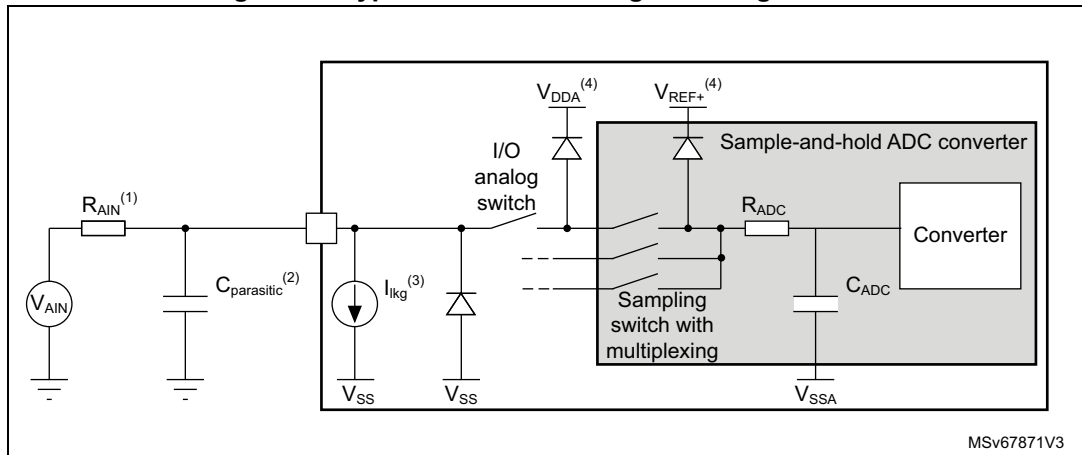 V_DDA^(4)
V_REF+^(4)
Sample-and-hold ADC converter
I/O
analog
switch
R_AIN^(1)
R_ADC
Converter
V_AIN
C_parasitic^(2)
I_lkg^(3)
C_ADC
Sampling
switch with
multiplexing
V_SS
V_SS
V_SSA
MSv67871V3